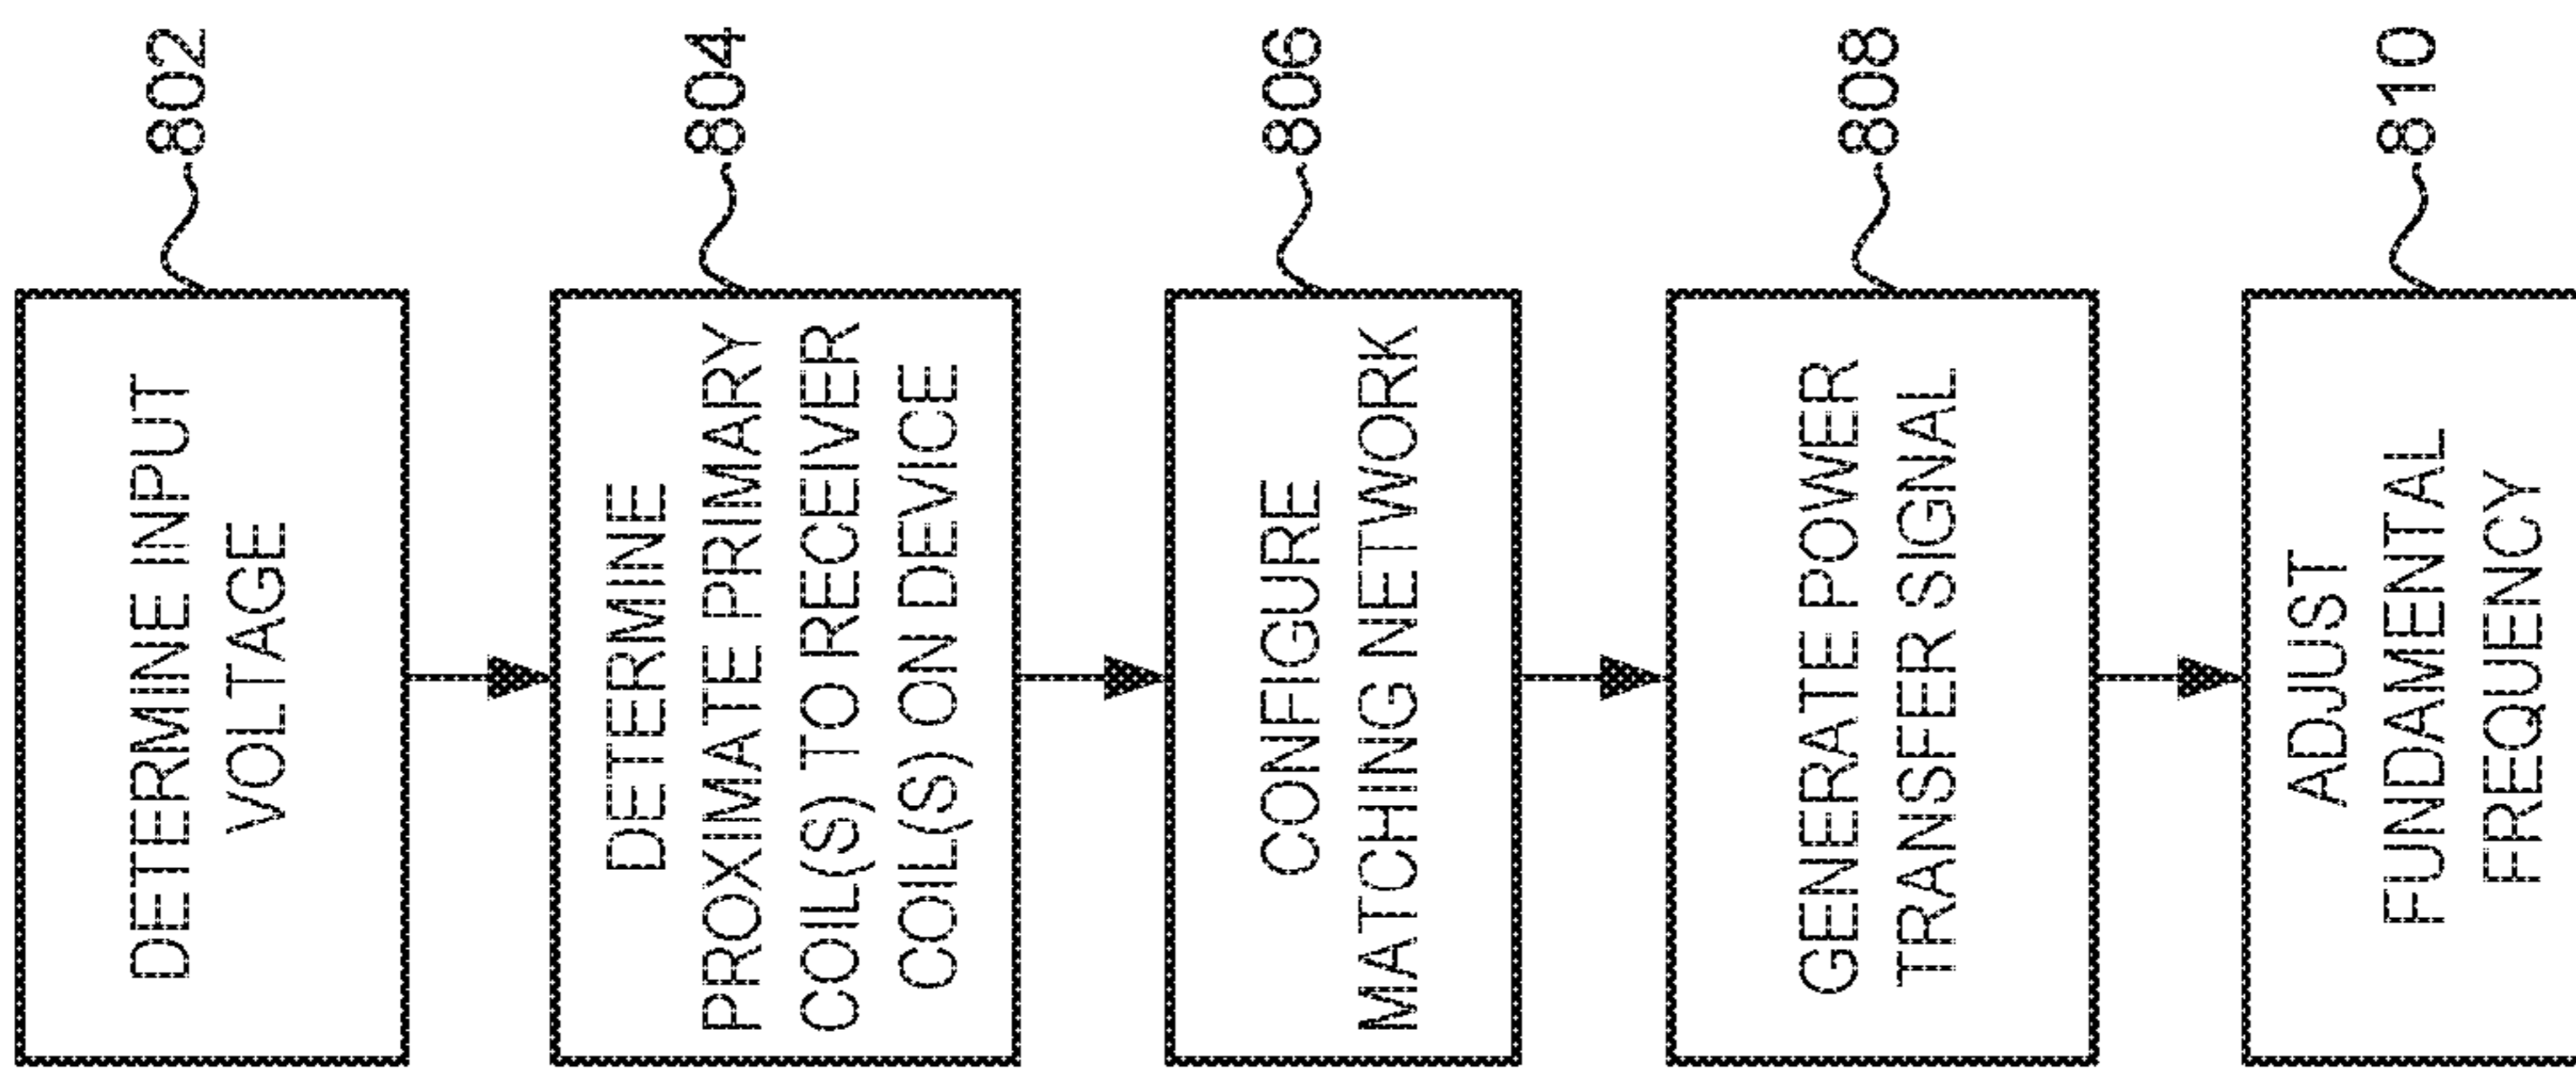 DETERMINE INPUT
VOLTAGE
802
DETERMINE
PROXIMATE PRIMARY
COIL(S) TO RECEIVER
COIL(S) ON DEVICE
804
CONFIGURE
MATCHING NETWORK
806
GENERATE POWER
TRANSFER SIGNAL
808
ADJUST
FUNDAMENTAL
FREQUENCY
810